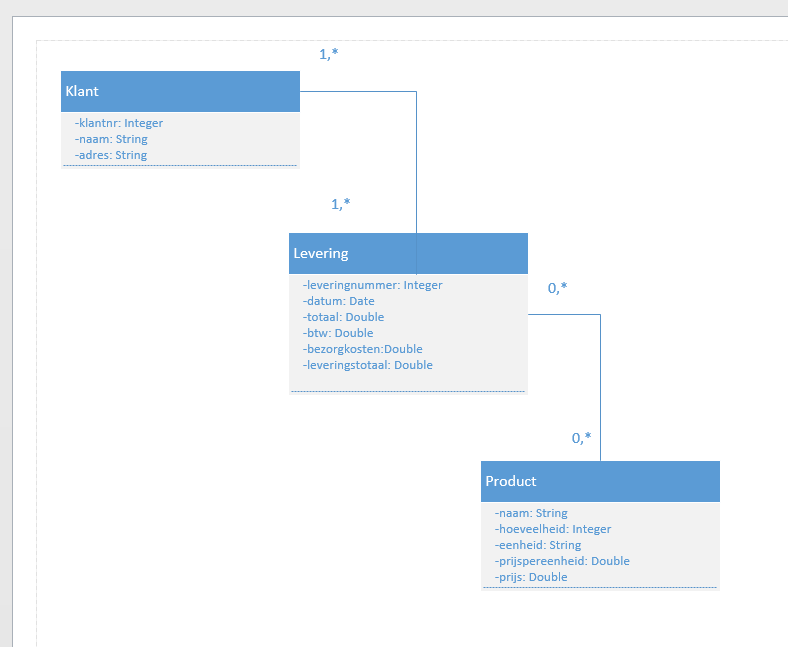 1,*
Klant
-klantnr: Integer
-naam: String
-adres: String
1,*
Levering
-leveringnummer: Integer
-datum: Date
-totaal: Double
-btw: Double
-bezorgkosten:Double
-leveringstotaal: Double
0,*
0,*
Product
-naam: String
-hoeveelheid: Integer
-eenheid: String
-prijspereenheid: Double
-prijs: Double